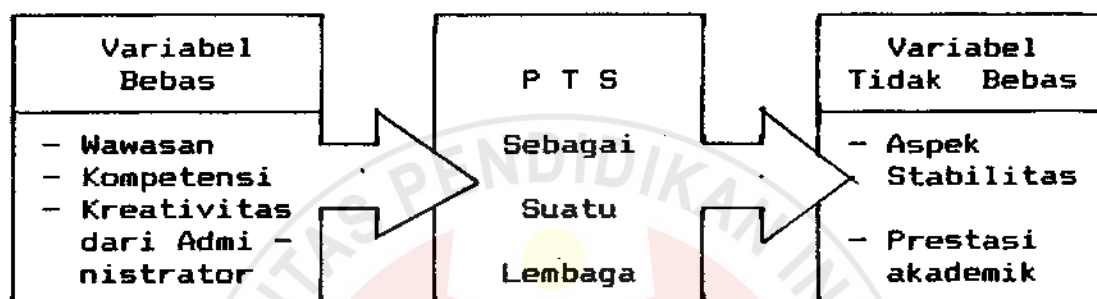 Variabel
Bebas
- Wawasan
- Kompetensi
- Kreativitas
dari Admi -
nistrator
P T S
Sebagai
Suatu
Lembaga
Variabel
Tidak Bebas
- Aspek
Stabilitas
- Prestasi
akademik